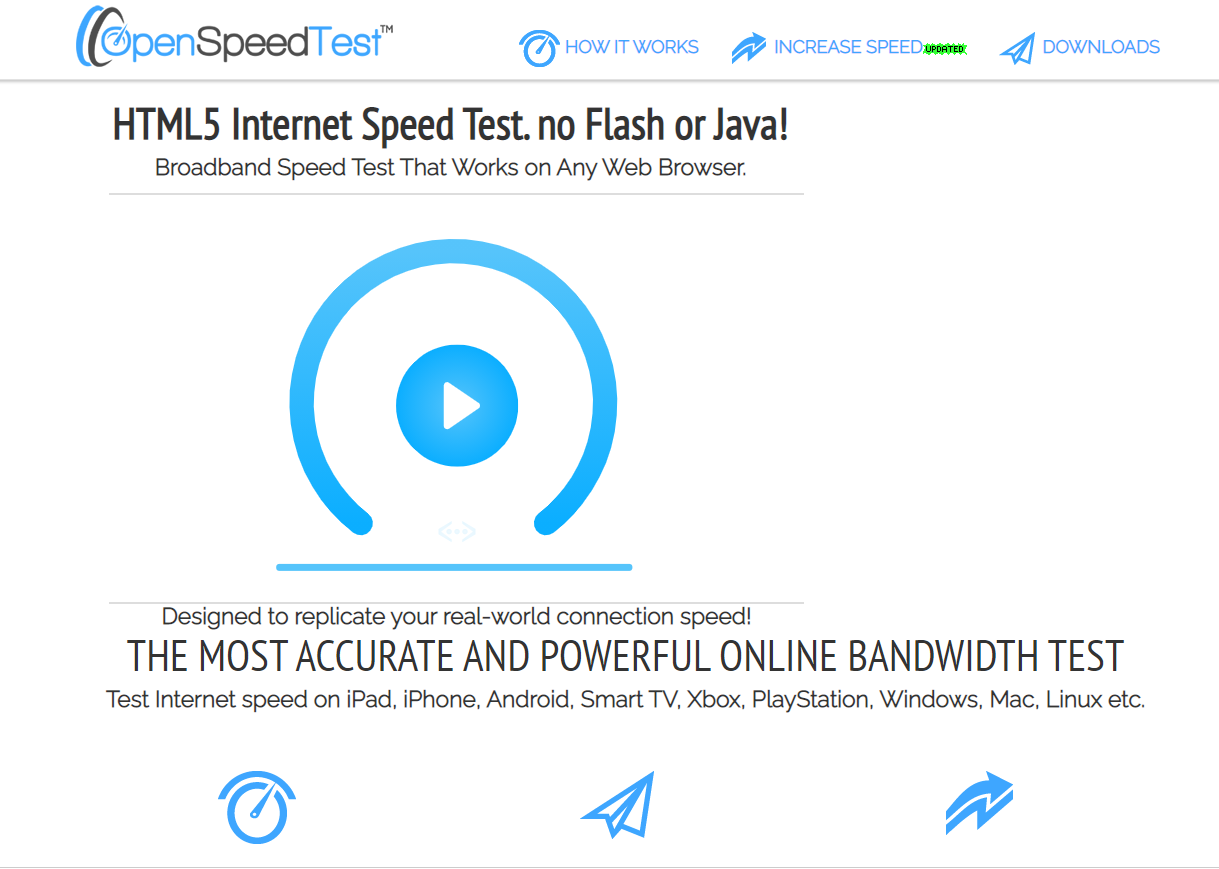 OpenSpeedTest™
HOW IT WORKS
INCREASE SPEED UPDATED
DOWNLOADS
HTML5 Internet Speed Test. no Flash or Java!
Broadband Speed Test That Works on Any Web Browser.
Designed to replicate your real-world connection speed!
THE MOST ACCURATE AND POWERFUL ONLINE BANDWIDTH TEST
Test Internet speed on iPad, iPhone, Android, Smart TV, Xbox, PlayStation, Windows, Mac, Linux etc.